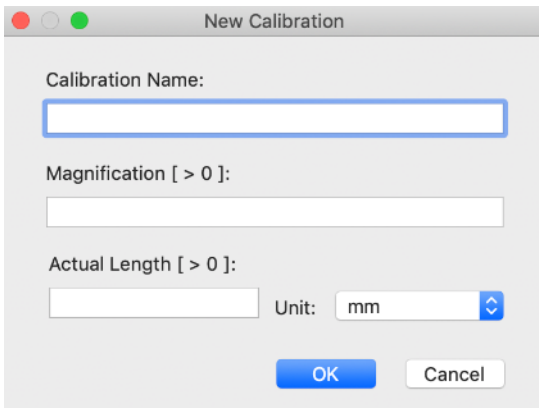 New Calibration
Calibration Name:
Magnification [ > 0 ]:
Actual Length [ > 0 ]:
Unit: mm
OK Cancel